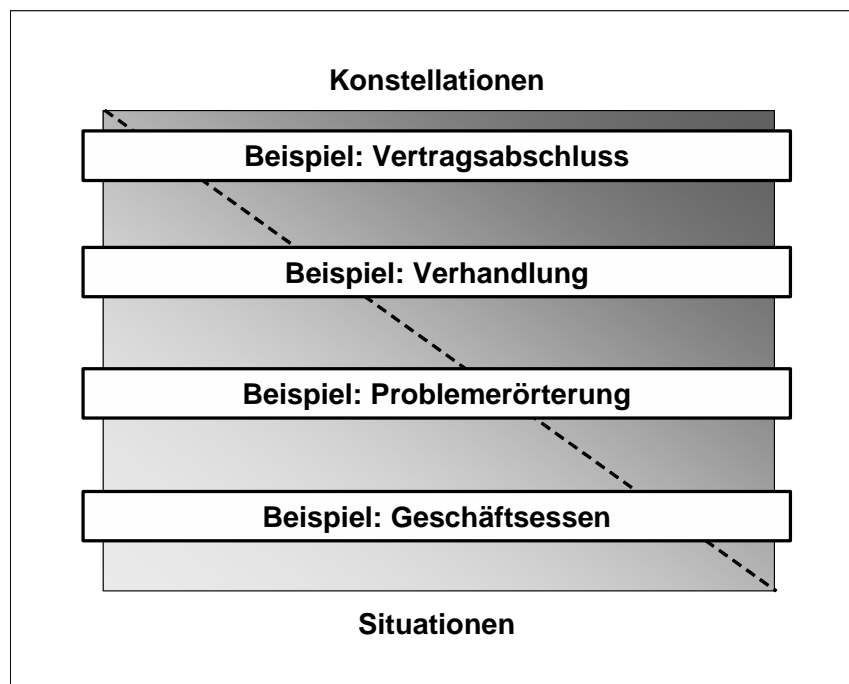 Konstellationen
Beispiel: Vertragsabschluss
Beispiel: Verhandlung
Beispiel: Problemerörterung
Beispiel: Geschäftsessen
Situationen